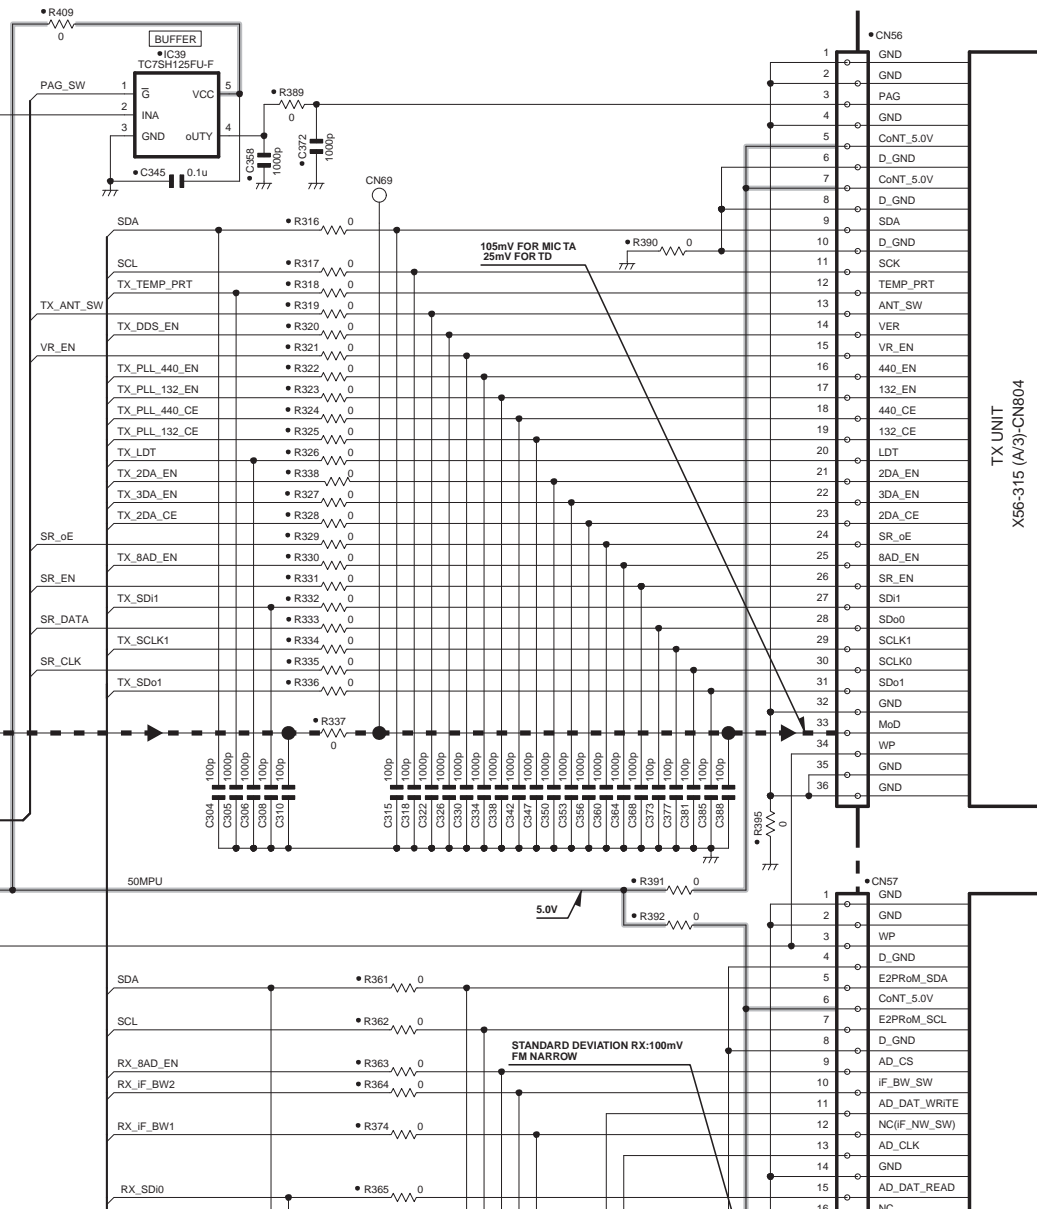 R409
0
BUFFER
IC39
TC7SH125FU-F
PAG_SW
1 G VCC 5
2 INA
3 GND oUTY 4
C345 0.1u
R389
0
C358 1000p
C372 1000p
CN69
SDA R316 0
SCL R317 0
TX_TEMP_PRT R318 0
TX_ANT_SW R319 0
TX_DDS_EN R320 0
VR_EN R321 0
TX_PLL_440_EN R322 0
TX_PLL_132_EN R323 0
TX_PLL_440_CE R324 0
TX_PLL_132_CE R325 0
TX_LDT R326 0
TX_2DA_EN R338 0
TX_3DA_EN R327 0
TX_2DA_CE R328 0
SR_oE R329 0
TX_8AD_EN R330 0
SR_EN R331 0
TX_SDi1 R332 0
SR_DATA R333 0
TX_SCLK1 R334 0
SR_CLK R335 0
TX_SDo1 R336 0
R337
0
105mV FOR MIC TA
25mV FOR TD
R390 0
CN56
1 GND
2 GND
3 PAG
4 GND
5 CoNT_5.0V
6 D_GND
7 CoNT_5.0V
8 D_GND
9 SDA
10 D_GND
11 SCK
12 TEMP_PRT
13 ANT_SW
14 VER
15 VR_EN
16 440_EN
17 132_EN
18 440_CE
19 132_CE
20 LDT
21 2DA_EN
22 3DA_EN
23 2DA_CE
24 SR_oE
25 8AD_EN
26 SR_EN
27 SDi1
28 SDo0
29 SCLK1
30 SCLK0
31 SDo1
32 GND
33 MoD
34 WP
35 GND
36 GND
TX UNIT
X56-315 (A/3)-CN804
C304 100p
C305 1000p
C306 1000p
C308 100p
C310 100p
C315 100p
C318 100p
C322 1000p
C326 1000p
C330 1000p
C334 1000p
C338 1000p
C342 1000p
C347 1000p
C350 1000p
C353 1000p
C356 1000p
C360 1000p
C364 1000p
C368 1000p
C373 100p
C377 100p
C381 100p
C385 100p
C388 100p
R395 0
50MPU
5.0V
R391 0
R392 0
SDA R361 0
SCL R362 0
RX_8AD_EN R363 0
RX_iF_BW2 R364 0
RX_iF_BW1 R374 0
RX_SDi0 R365 0
STANDARD DEVIATION RX:100mV
FM NARROW
CN57
1 GND
2 GND
3 WP
4 D_GND
5 E2PRoM_SDA
6 CoNT_5.0V
7 E2PRoM_SCL
8 D_GND
9 AD_CS
10 iF_BW_SW
11 AD_DAT_WRiTE
12 NC(iF_NW_SW)
13 AD_CLK
14 GND
15 AD_DAT_READ
16 NC